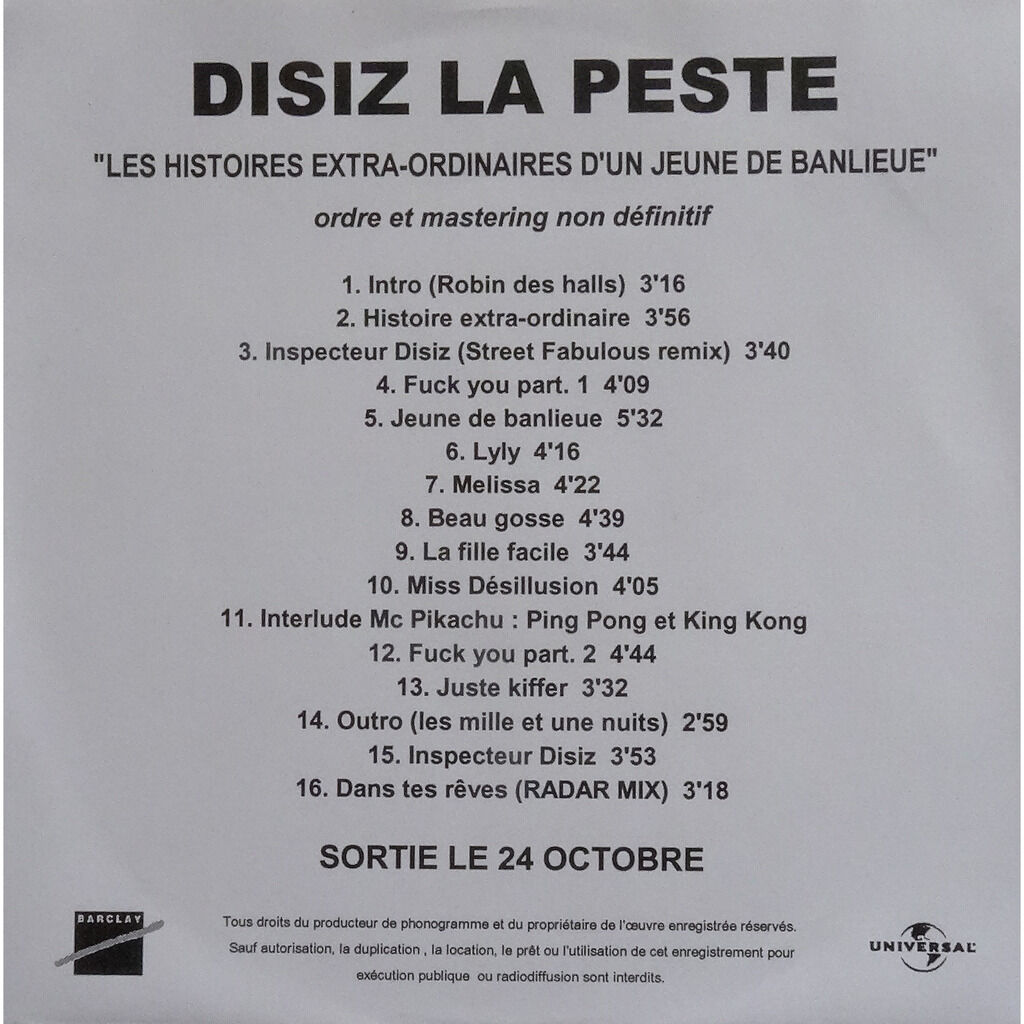 DISIZ LA PESTE
"LES HISTOIRES EXTRA-ORDINAIRES D'UN JEUNE DE BANLIEUE"
ordre et mastering non définitif
1. Intro (Robin des halls) 3'16
2. Histoire extra-ordinaire 3'56
3. Inspecteur Disiz (Street Fabulous remix) 3'40
4. Fuck you part. 1 4'09
5. Jeune de banlieue 5'32
6. Lyly 4'16
7. Melissa 4'22
8. Beau gosse 4'39
9. La fille facile 3'44
10. Miss Désillusion 4'05
11. Interlude Mc Pikachu : Ping Pong et King Kong
12. Fuck you part. 2 4'44
13. Juste kiffer 3'32
14. Outro (les mille et une nuits) 2'59
15. Inspecteur Disiz 3'53
16. Dans tes rêves (RADAR MIX) 3'18
SORTIE LE 24 OCTOBRE
BARCLAY
Tous droits du producteur de phonogramme et du propriétaire de l'œuvre enregistrée réservés.
Sauf autorisation, la duplication , la location, le prêt ou l'utilisation de cet enregistrement pour
exécution publique ou radiodiffusion sont interdits.
UNIVERSAL